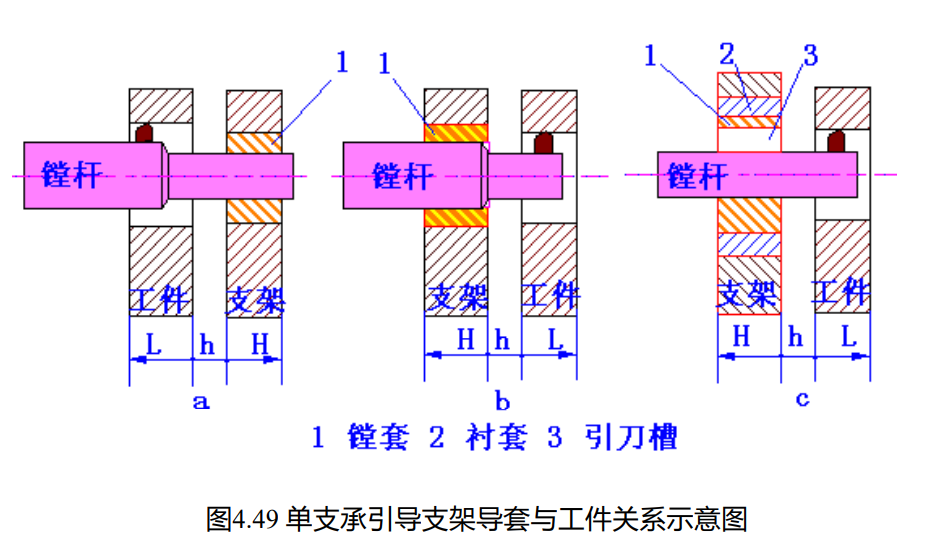 1 1 1 2 3
镗杆 镗杆 镗杆
工件 支架 支架 工件 支架 工件
L h H H h L H h L
a b c
1 镗套 2 衬套 3 引刀槽
图4.49 单支承引导支架导套与工件关系示意图